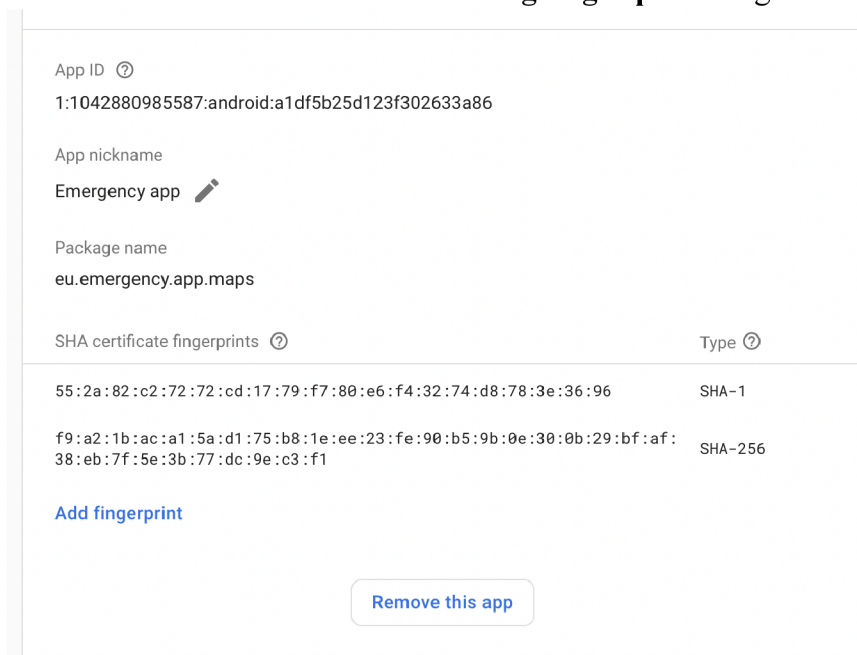 App ID
1:1042880985587:android:a1df5b25d123f302633a86
App nickname
Emergency app
Package name
eu.emergency.app.maps
SHA certificate fingerprints
Type
55:2a:82:c2:72:72:cd:17:79:f7:80:e6:f4:32:74:d8:78:3e:36:96
SHA-1
f9:a2:1b:ac:a1:5a:d1:75:b8:1e:ee:23:fe:90:b5:9b:0e:30:0b:29:bf:af:
38:eb:7f:5e:3b:77:dc:9e:c3:f1
SHA-256
Add fingerprint
Remove this app